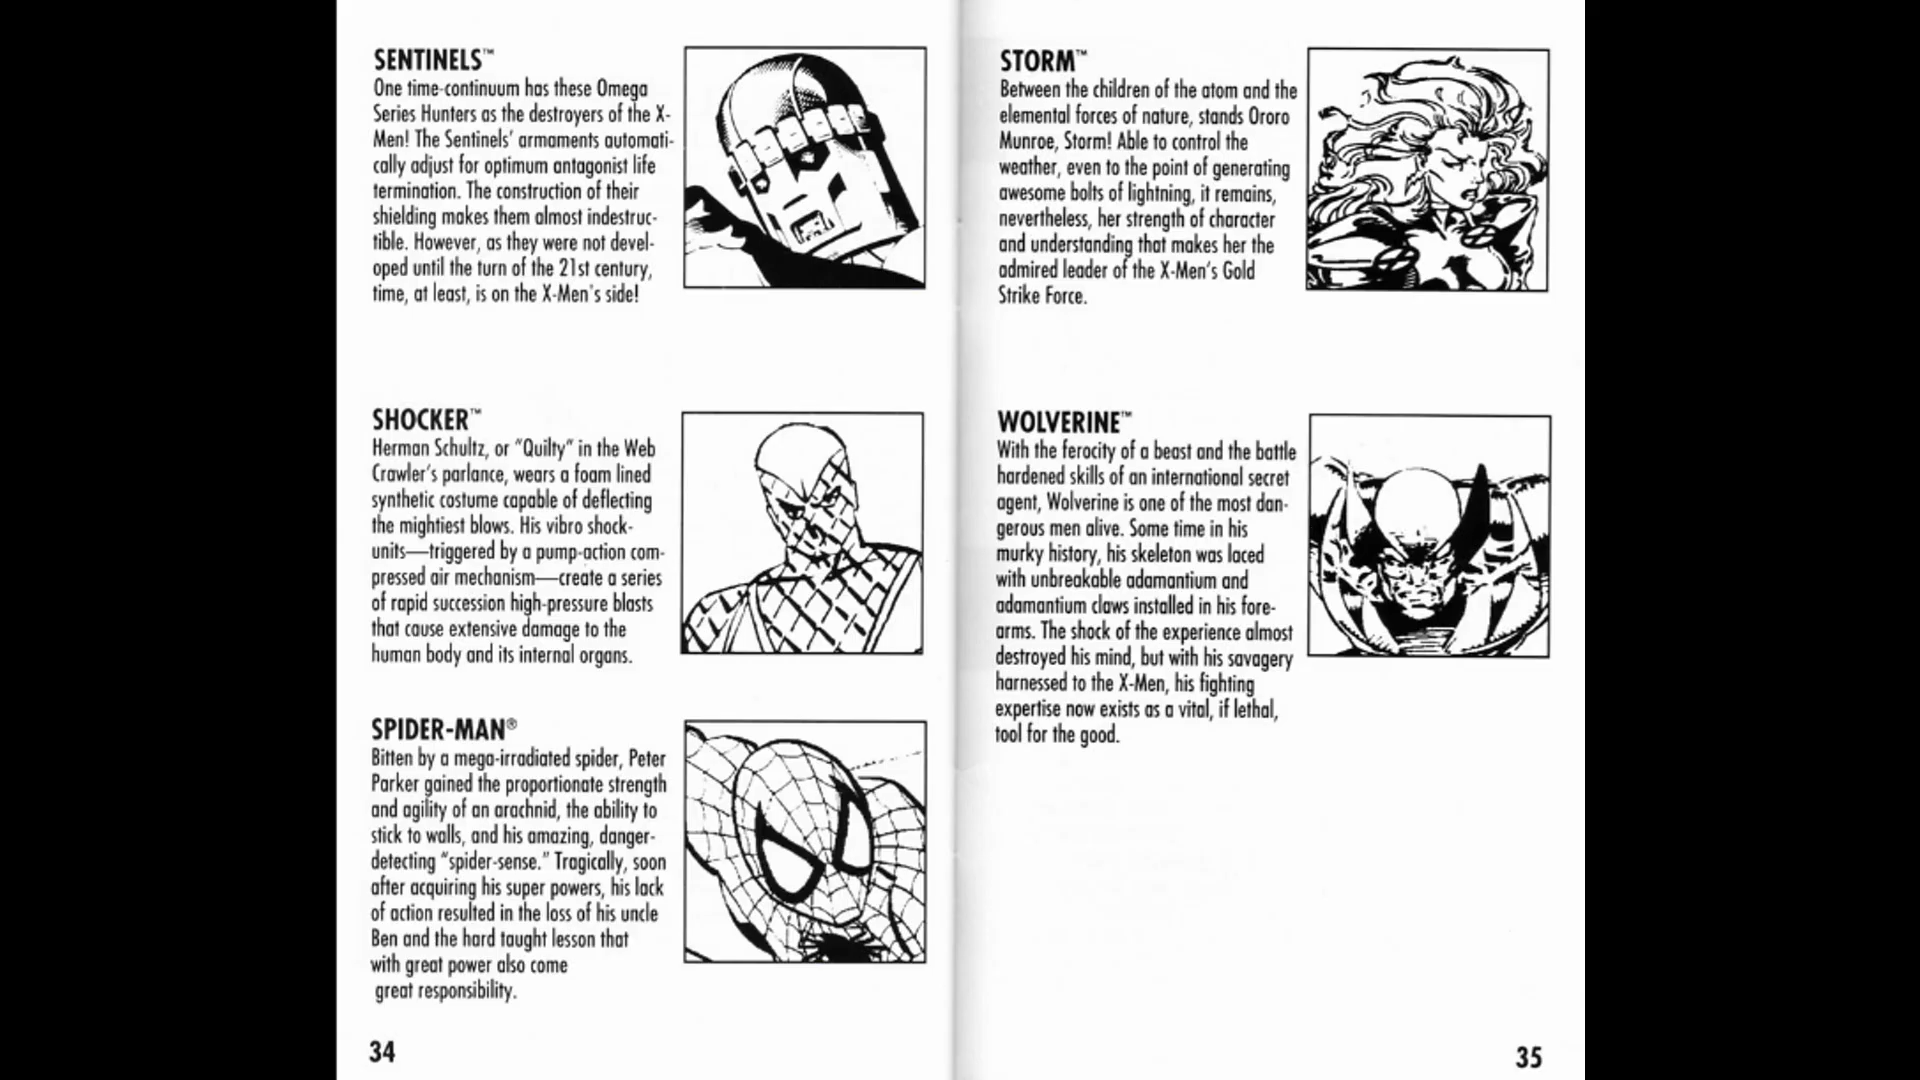 SENTINELS™
One time-continuum has these Omega
Series Hunters as the destroyers of the X-
Men! The Sentinels' armaments automati-
cally adjust for optimum antagonist life
termination. The construction of their
shielding makes them almost indestruc-
tible. However, as they were not devel-
oped until the turn of the 21st century,
time, at least, is on the X-Men's side!
SHOCKER™
Herman Schultz, or "Quilty" in the Web
Crawler's parlance, wears a foam lined
synthetic costume capable of deflecting
the mightiest blows. His vibro shock-
units—triggered by a pump-action com-
pressed air mechanism—create a series
of rapid succession high-pressure blasts
that cause extensive damage to the
human body and its internal organs.
SPIDER-MAN®
Bitten by a mega-irradiated spider, Peter
Parker gained the proportionate strength
and agility of an arachnid, the ability to
stick to walls, and his amazing, danger-
detecting "spider-sense." Tragically, soon
after acquiring his super powers, his lack
of action resulted in the loss of his uncle
Ben and the hard taught lesson that
with great power also come
great responsibility.
34
STORM™
Between the children of the atom and the
elemental forces of nature, stands Ororo
Munroe, Storm! Able to control the
weather, even to the point of generating
awesome bolts of lightning, it remains,
nevertheless, her strength of character
and understanding that makes her the
admired leader of the X-Men's Gold
Strike Force.
WOLVERINE™
With the ferocity of a beast and the battle
hardened skills of an international secret
agent, Wolverine is one of the most dan-
gerous men alive. Some time in his
murky history, his skeleton was laced
with unbreakable adamantium and
adamantium claws installed in his fore-
arms. The shock of the experience almost
destroyed his mind, but with his savagery
harnessed to the X-Men, his fighting
expertise now exists as a vital, if lethal,
tool for the good.
35